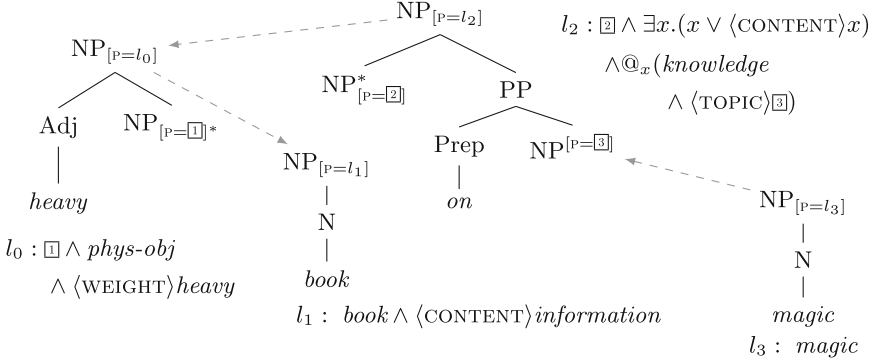 NP[P=l₂]
l₂ : [2] ∧ ∃x.(x ∨ ⟨CONTENT⟩x)
∧@ₓ(knowledge
∧ ⟨TOPIC⟩[3])
NP[P=l₀]
NP*[P=[2]]
PP
Adj
NP[P=[1]]*
Prep
NP[P=[3]]
NP[P=l₁]
heavy
on
NP[P=l₃]
N
N
l₀ : [1] ∧ phys-obj
∧ ⟨WEIGHT⟩heavy
book
magic
l₁ : book ∧ ⟨CONTENT⟩information
l₃ : magic